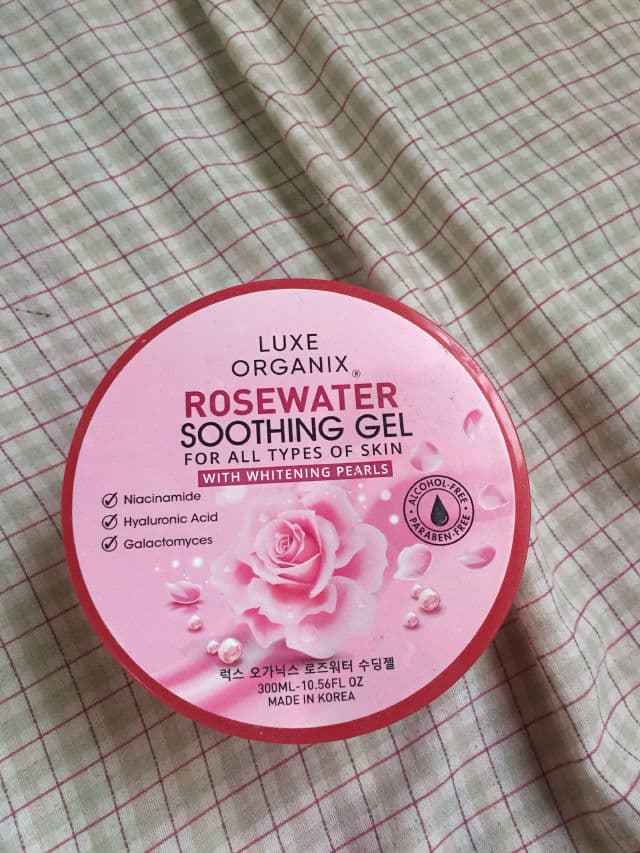 LUXE
ORGANIX®
ROSEWATER
SOOTHING GEL
FOR ALL TYPES OF SKIN
WITH WHITENING PEARLS
Niacinamide
Hyaluronic Acid
Galactomyces
ALCOHOL-FREE • PARABEN-FREE •
럭스 오가닉스 로즈워터 수딩젤
300ML-10.56FL OZ
MADE IN KOREA